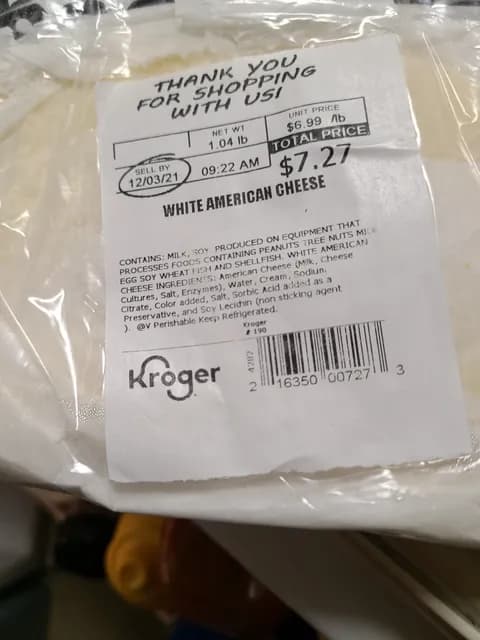 THANK YOU
FOR SHOPPING
WITH US!
NET WT
1.04 lb
UNIT PRICE
$6.99 /lb
TOTAL PRICE
$7.27
SELL BY
12/03/21
09:22 AM
WHITE AMERICAN CHEESE
CONTAINS: MILK, SOY. PRODUCED ON EQUIPMENT THAT
PROCESSES FOODS CONTAINING PEANUTS TREE NUTS MILK
EGG SOY WHEAT FISH AND SHELLFISH. WHITE AMERICAN
CHEESE INGREDIENTS: American Cheese (Milk, Cheese
Cultures, Salt, Enzymes), Water, Cream, Sodium
Citrate, Color added, Salt, Sorbic Acid added as a
Preservative, and Soy Lecithin (non sticking agent
). @V Perishable Keep Refrigerated.
Kroger
# 190
Kroger
4287
2 16350 00727 3